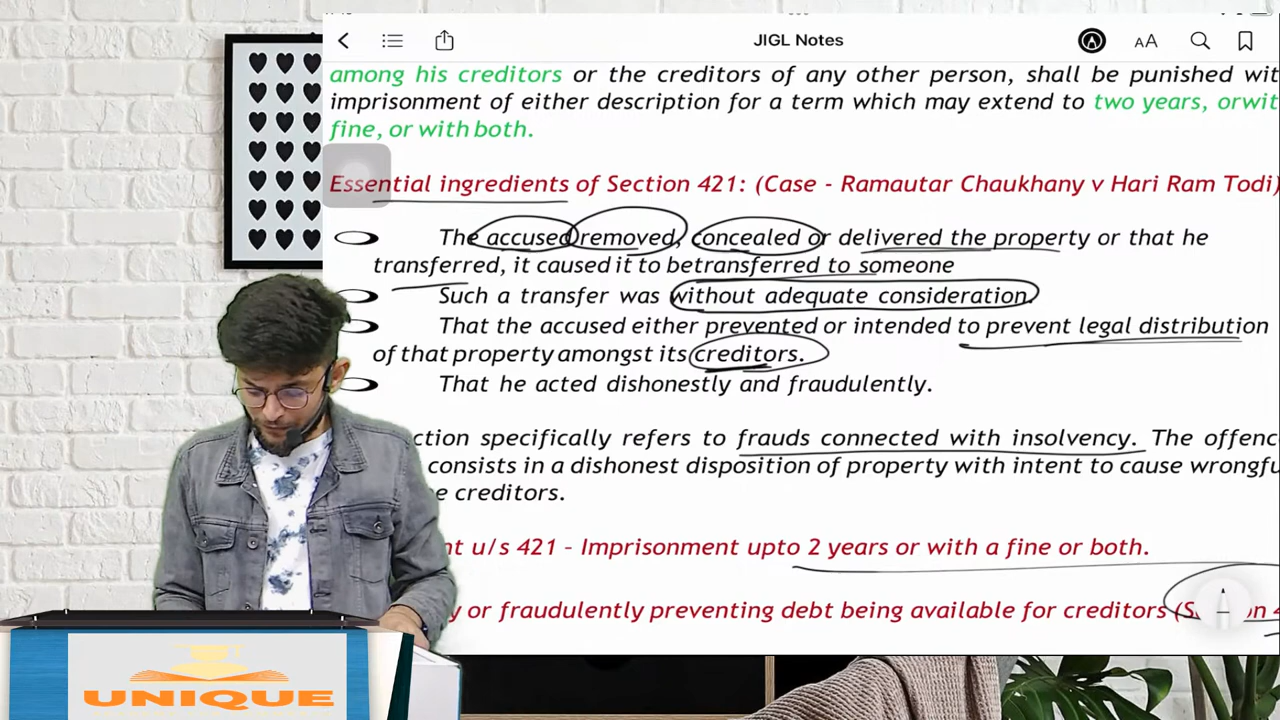 JIGL Notes
AA
among his creditors or the creditors of any other person, shall be punished
imprisonment of either description for a term which may extend to two years, orwit
fine, or with both.
Essential ingredients of Section 421: (Case - Ramautar Chaukhany v Hari Ram Todi)
The accused removed, concealed or delivered the property or that he
transferred, it caused it to be transferred to someone
Such a transfer was without adequate consideration.
That the accused either prevented or intended to prevent legal distribution
of that property amongst its creditors.
That he acted dishonestly and fraudulently.
specifically refers to frauds connected with insolvency. The
consists in a dishonest disposition of property with intent to cause
creditors.
u/s 421 - Imprisonment upto 2 years or with a fine or both.
or fraudulently preventing debt being available for creditors
UNIQUE